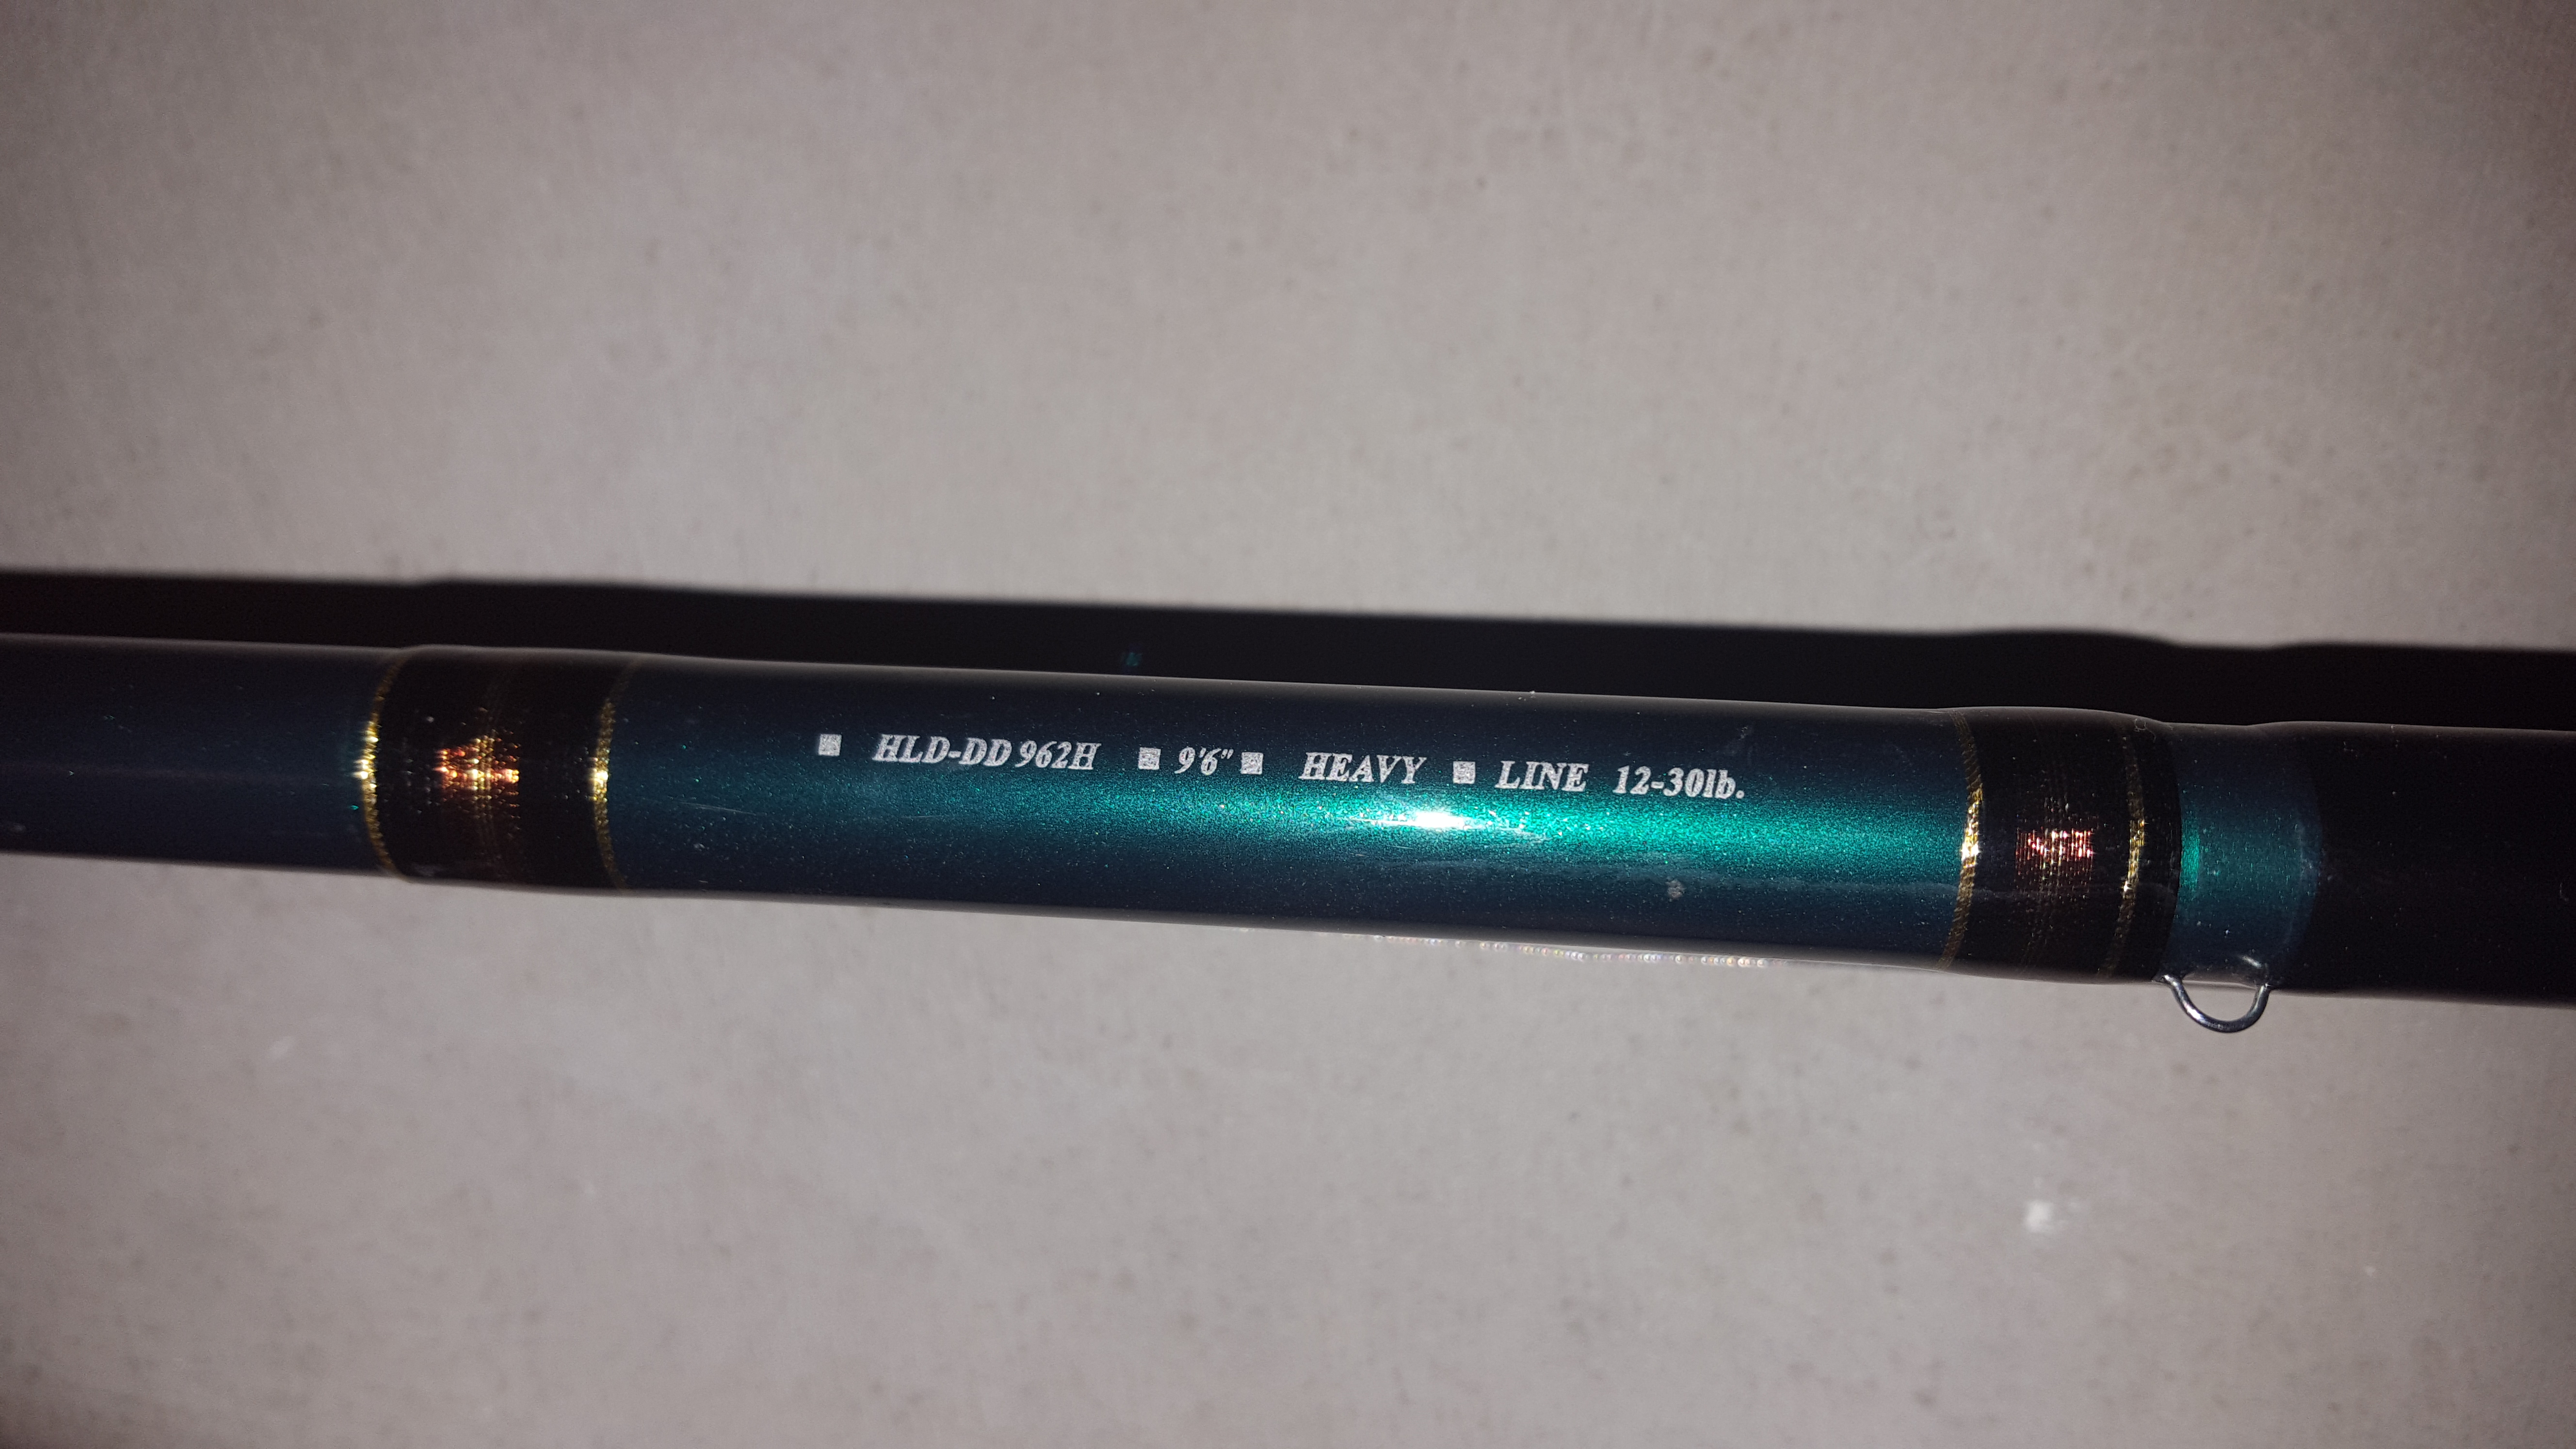 ■ HLD-DD 962H ■ 9'6" ■ HEAVY ■ LINE 12-30lb.